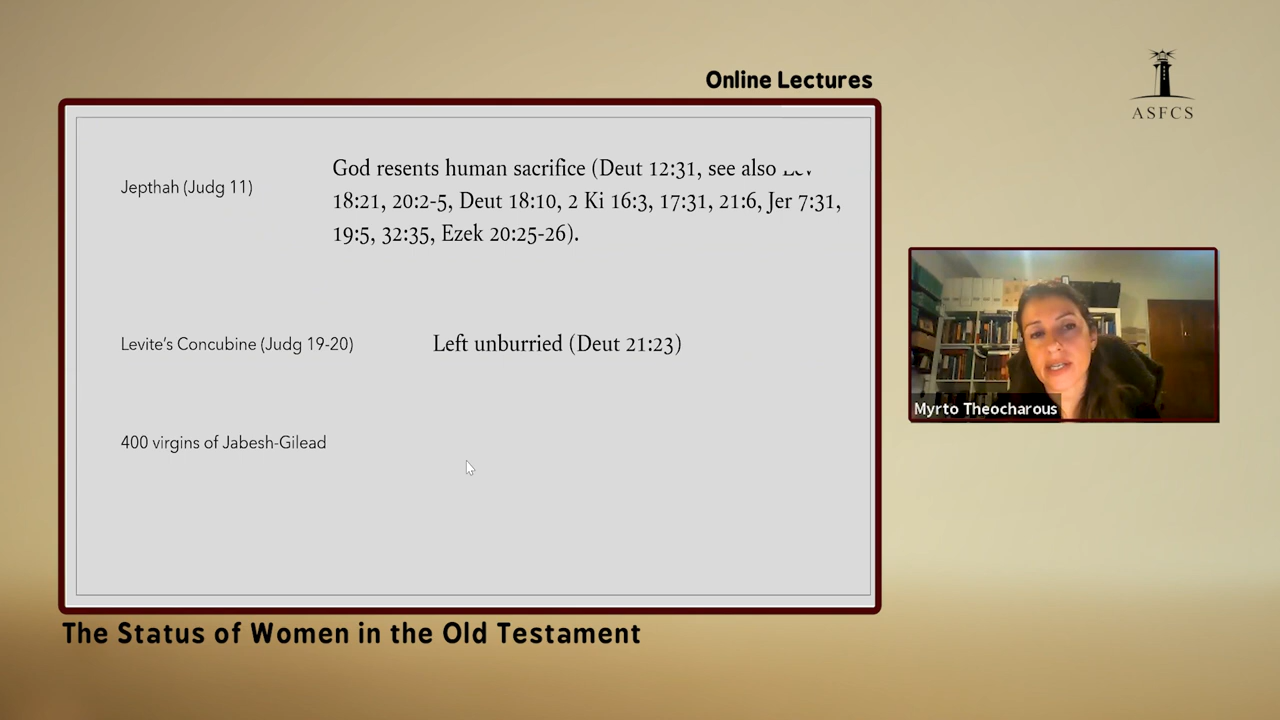 Online Lectures
ASFCS
Jepthah (Judg 11)
God resents human sacrifice (Deut 12:31, see also
18:21, 20:2-5, Deut 18:10, 2 Ki 16:3, 17:31, 21:6, Jer 7:31,
19:5, 32:35, Ezek 20:25-26).
Levite's Concubine (Judg 19-20)
Left unburried (Deut 21:23)
400 virgins of Jabesh-Gilead
Myrto Theocharous
The Status of Women in the Old Testament